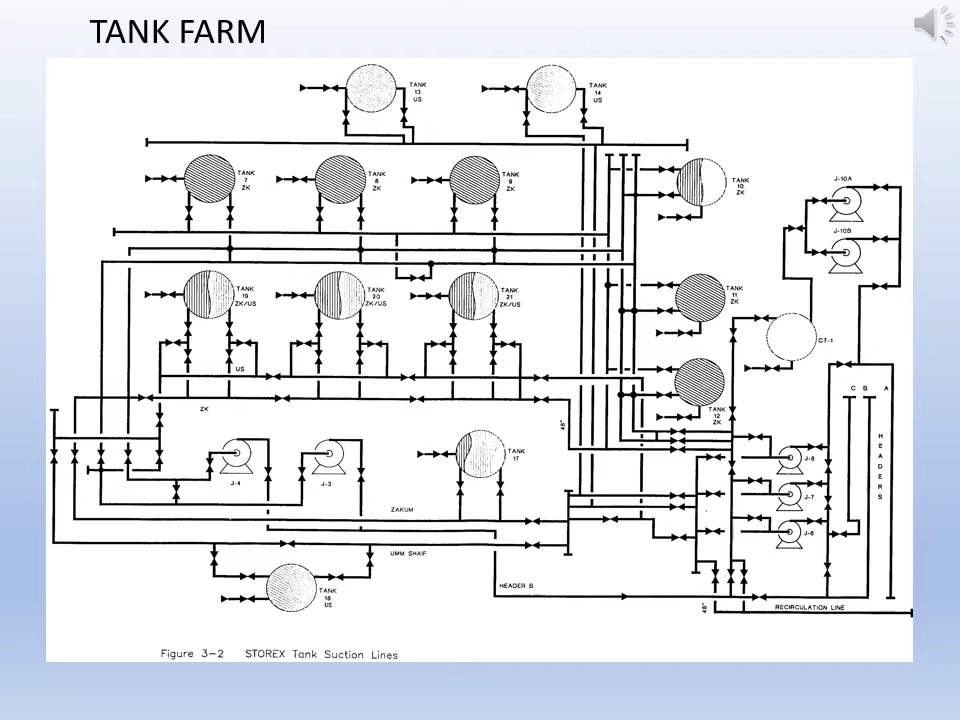 TANK FARM
TANK
13
US
TANK
14
US
TANK
7
ZK
TANK
8
ZK
TANK
9
ZK
TANK
10
ZK
J-10A
J-10B
TANK
19
ZK/US
TANK
20
ZK/US
TANK
21
ZK/US
TANK
11
ZK
CT-1
US
ZK
TANK
12
ZK
C B A
HEADERS
48"
J-4
J-3
TANK
17
J-8
J-7
J-6
ZAKUM
UMM SHAIF
TANK
18
US
HEADER B
48"
RECIRCULATION LINE
Figure 3-2 STOREX Tank Suction Lines